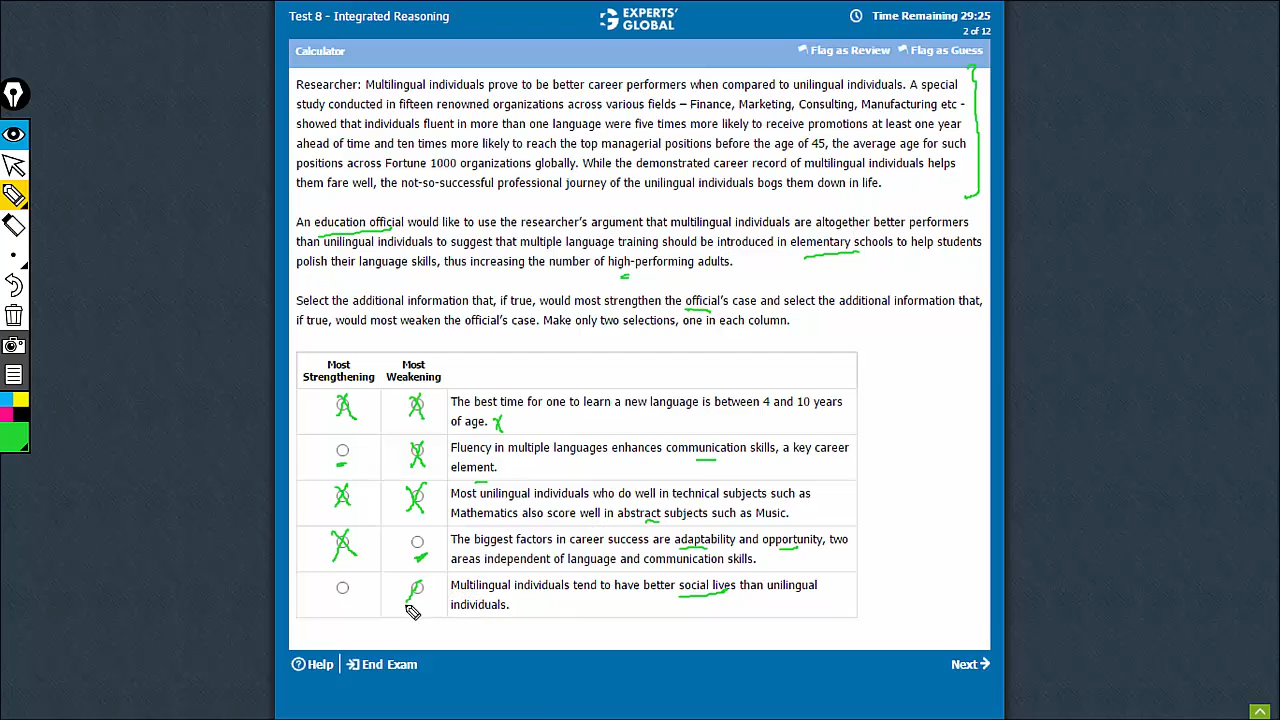 Test 8 - Integrated Reasoning
EXPERTS'
GLOBAL
Time Remaining 29:25
2 of 12
Calculator
Flag as Review
Flag as Guess
Researcher: Multilingual individuals prove to be better career performers when compared to unilingual individuals. A special
study conducted in fifteen renowned organizations across various fields – Finance, Marketing, Consulting, Manufacturing etc -
showed that individuals fluent in more than one language were five times more likely to receive promotions at least one year
ahead of time and ten times more likely to reach the top managerial positions before the age of 45, the average age for such
positions across Fortune 1000 organizations globally. While the demonstrated career record of multilingual individuals helps
them fare well, the not-so-successful professional journey of the unilingual individuals bogs them down in life.
An education official would like to use the researcher's argument that multilingual individuals are altogether better performers
than unilingual individuals to suggest that multiple language training should be introduced in elementary schools to help students
polish their language skills, thus increasing the number of high-performing adults.
Select the additional information that, if true, would most strengthen the official's case and select the additional information that,
if true, would most weaken the official's case. Make only two selections, one in each column.
Most
Strengthening
Most
Weakening
The best time for one to learn a new language is between 4 and 10 years
of age.
Fluency in multiple languages enhances communication skills, a key career
element.
Most unilingual individuals who do well in technical subjects such as
Mathematics also score well in abstract subjects such as Music.
The biggest factors in career success are adaptability and opportunity, two
areas independent of language and communication skills.
Multilingual individuals tend to have better social lives than unilingual
individuals.
Help
End Exam
Next